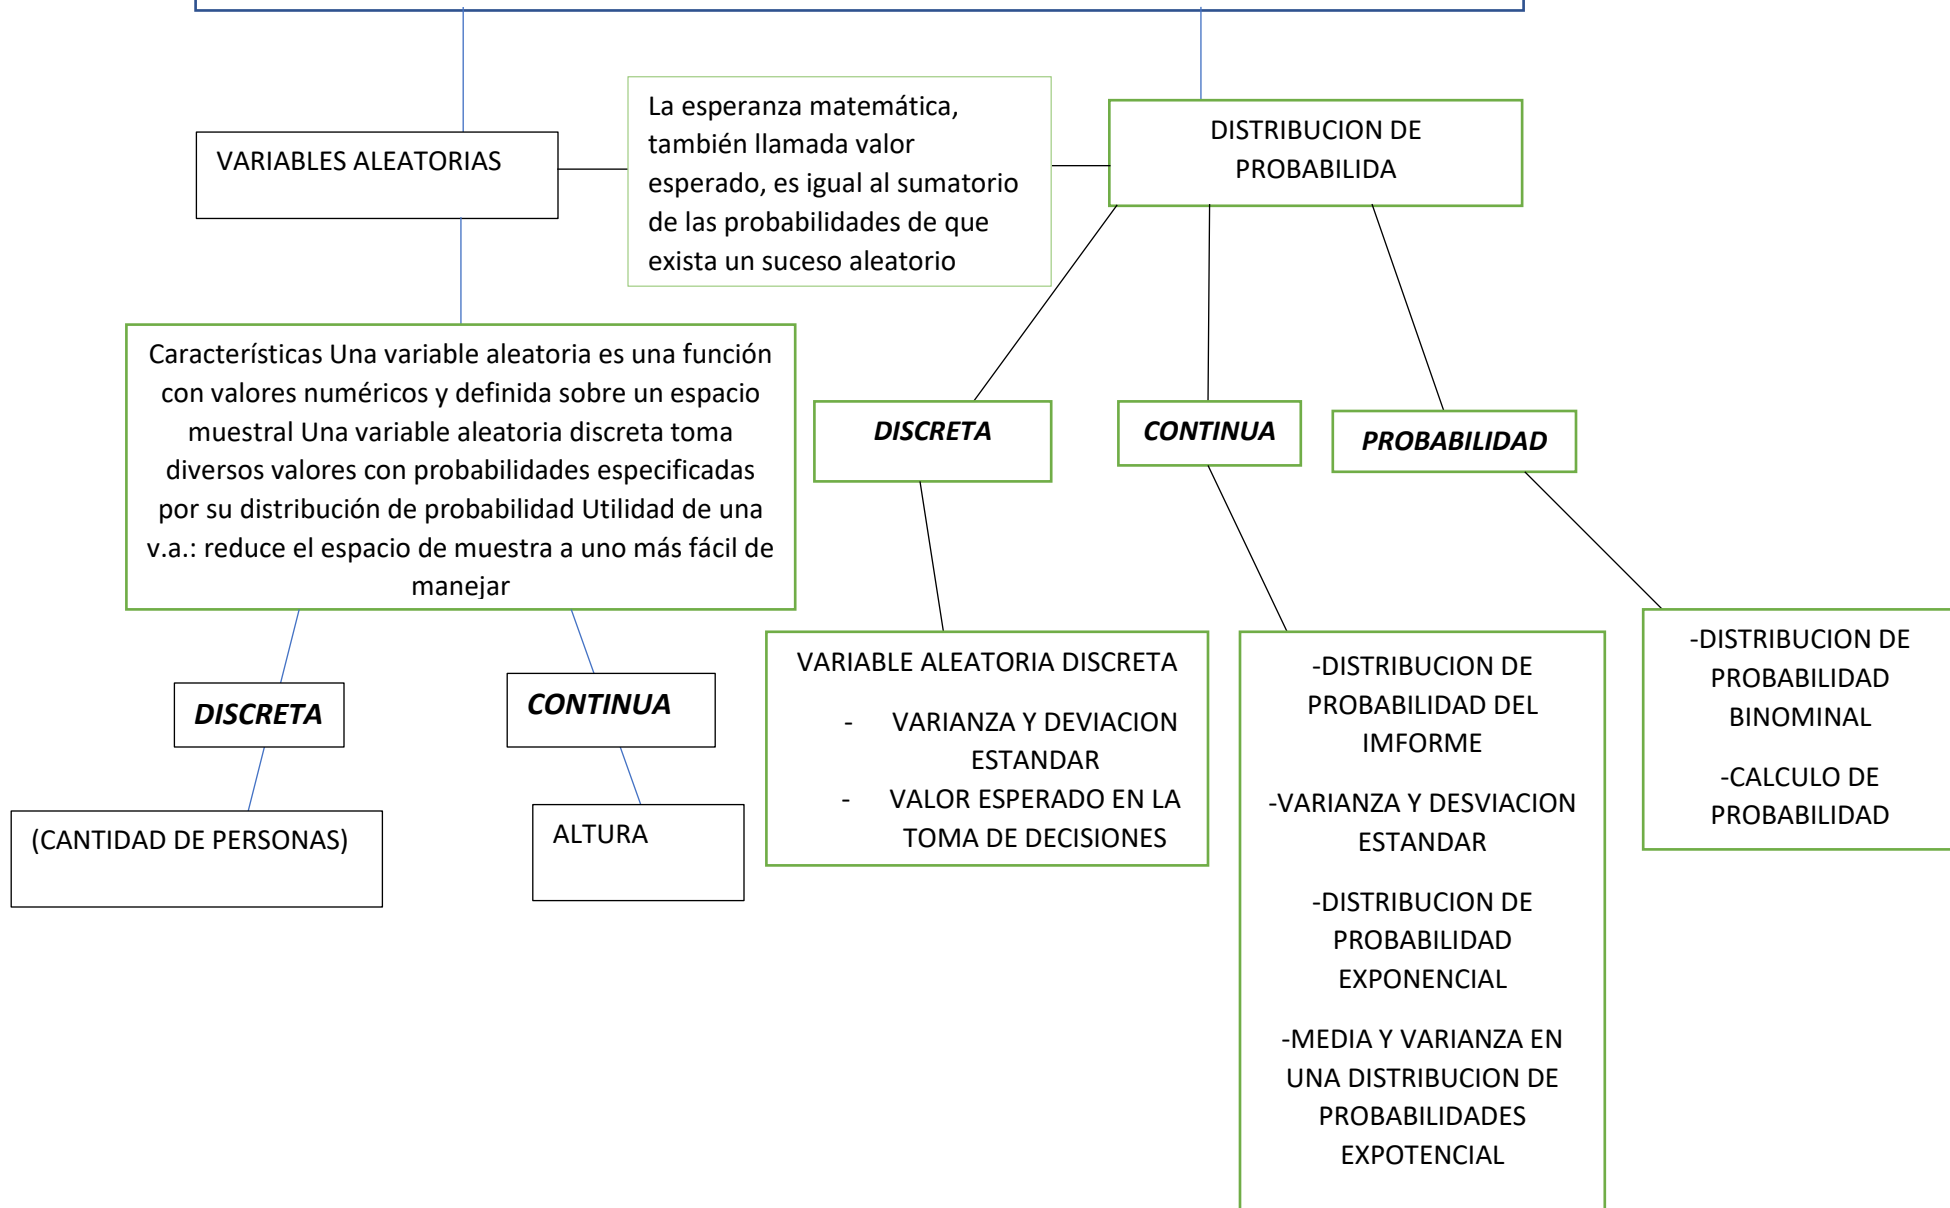 VARIABLES ALEATORIAS
La esperanza matemática,
también llamada valor
esperado, es igual al sumatorio
de las probabilidades de que
exista un suceso aleatorio
DISTRIBUCION DE
PROBABILIDA
Características Una variable aleatoria es una función
con valores numéricos y definida sobre un espacio
muestral Una variable aleatoria discreta toma
diversos valores con probabilidades especificadas
por su distribución de probabilidad Utilidad de una
v.a.: reduce el espacio de muestra a uno más fácil de
manejar
DISCRETA
CONTINUA
PROBABILIDAD
DISCRETA
CONTINUA
(CANTIDAD DE PERSONAS)
ALTURA
VARIABLE ALEATORIA DISCRETA
- VARIANZA Y DEVIACION
ESTANDAR
- VALOR ESPERADO EN LA
TOMA DE DECISIONES
-DISTRIBUCION DE
PROBABILIDAD DEL
IMFORME
-VARIANZA Y DESVIACION
ESTANDAR
-DISTRIBUCION DE
PROBABILIDAD
EXPONENCIAL
-MEDIA Y VARIANZA EN
UNA DISTRIBUCION DE
PROBABILIDADES
EXPOTENCIAL
-DISTRIBUCION DE
PROBABILIDAD
BINOMINAL
-CALCULO DE
PROBABILIDAD